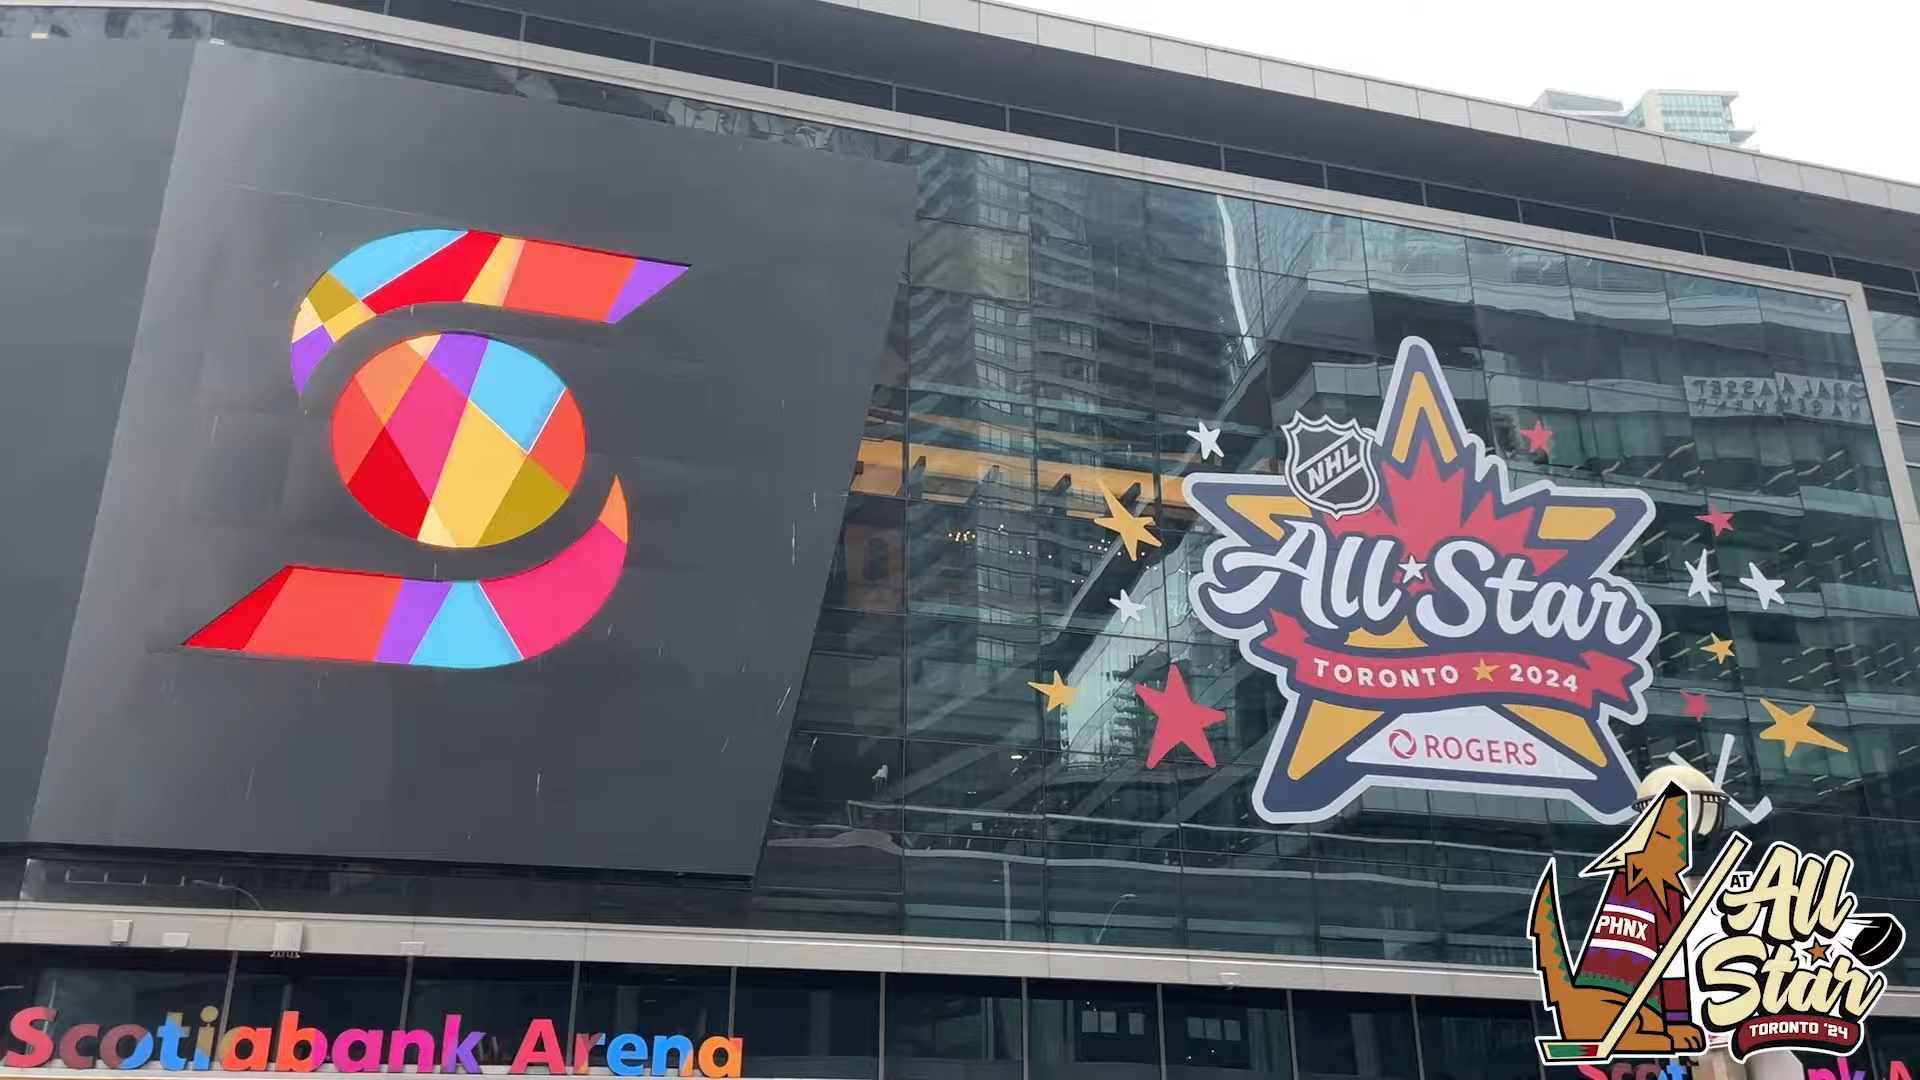 NHL
All Star
TORONTO 2024
ROGERS
Scotiabank Arena
PHNX
AT
All
Star
TORONTO '24